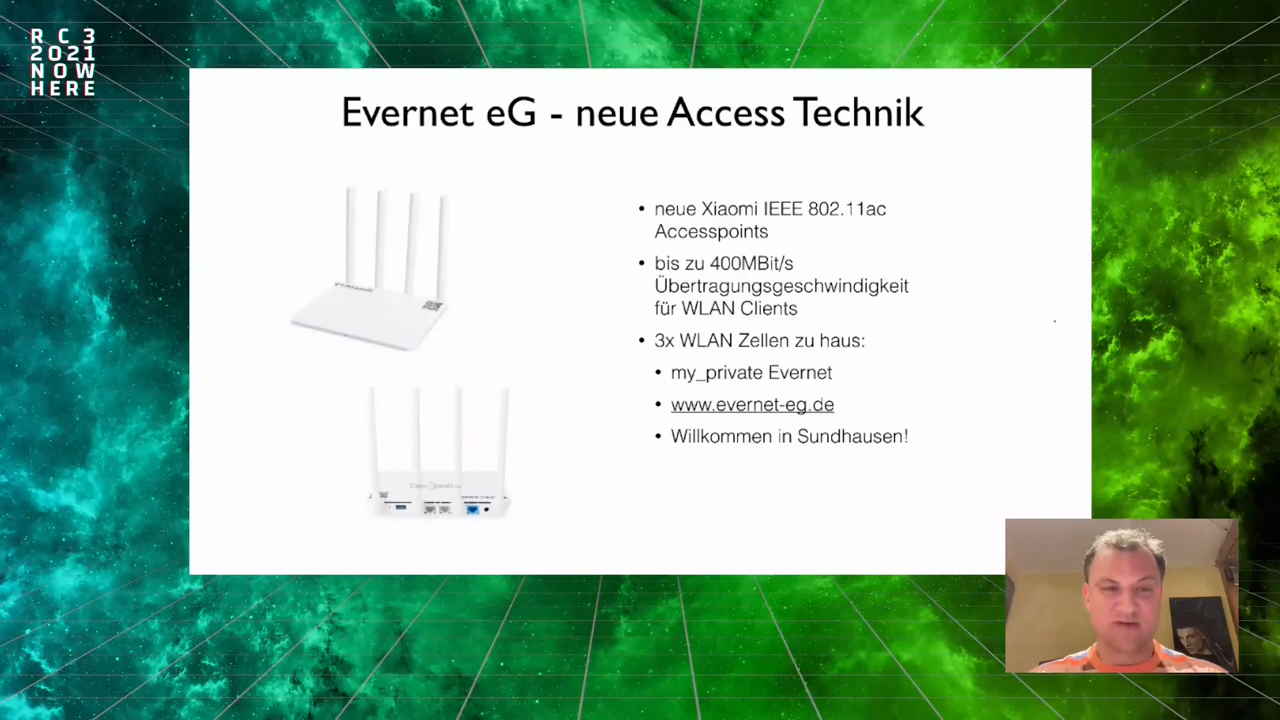 RC3
2021
NOW
HERE
Evernet eG - neue Access Technik
• neue Xiaomi IEEE 802.11ac
Accesspoints
• bis zu 400MBit/s
Übertragungsgeschwindigkeit
für WLAN Clients
• 3x WLAN Zellen zu haus:
• my_private Evernet
• www.evernet-eg.de
• Willkommen in Sundhausen!